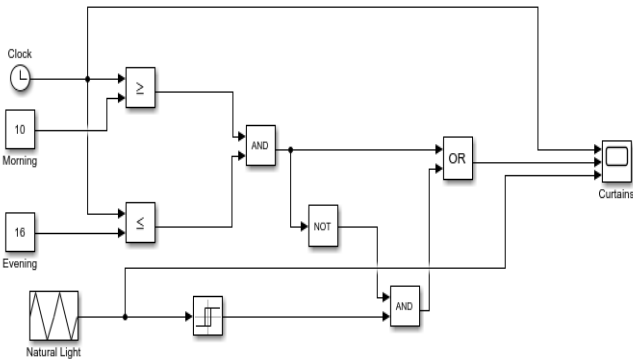 Clock
≥
10
Morning
AND
OR
Curtains
16
≤
NOT
Evening
AND
Natural Light